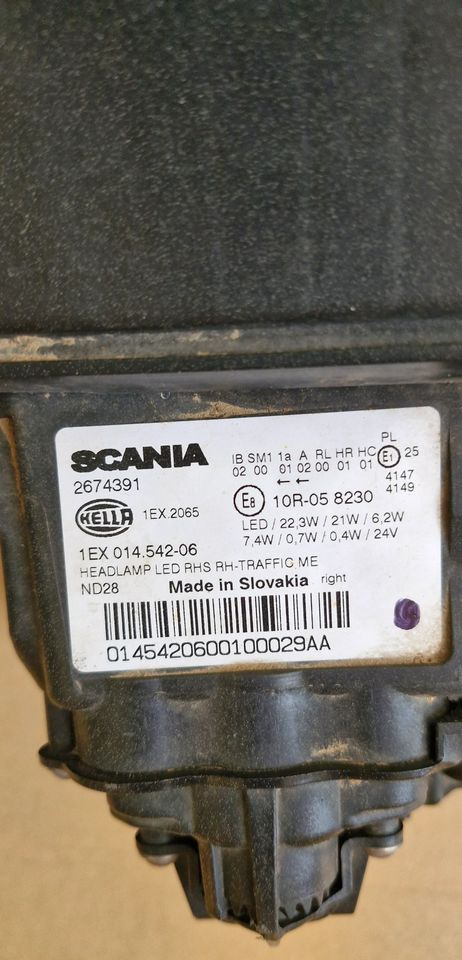 SCANIA
2674391
HELLA
1EX.2065
1EX 014.542-06
HEADLAMP LED RHS RH-TRAFFIC ME
ND28 Made in Slovakia right
0145420600100029AA
PL
IB SM1 1a A RL HR HC E1 25
02 00 01 02 00 01 01
←←
4147
4149
E8 10R-05 8230
LED / 22,3W / 21W / 6,2W
7,4W / 0,7W / 0,4W / 24V